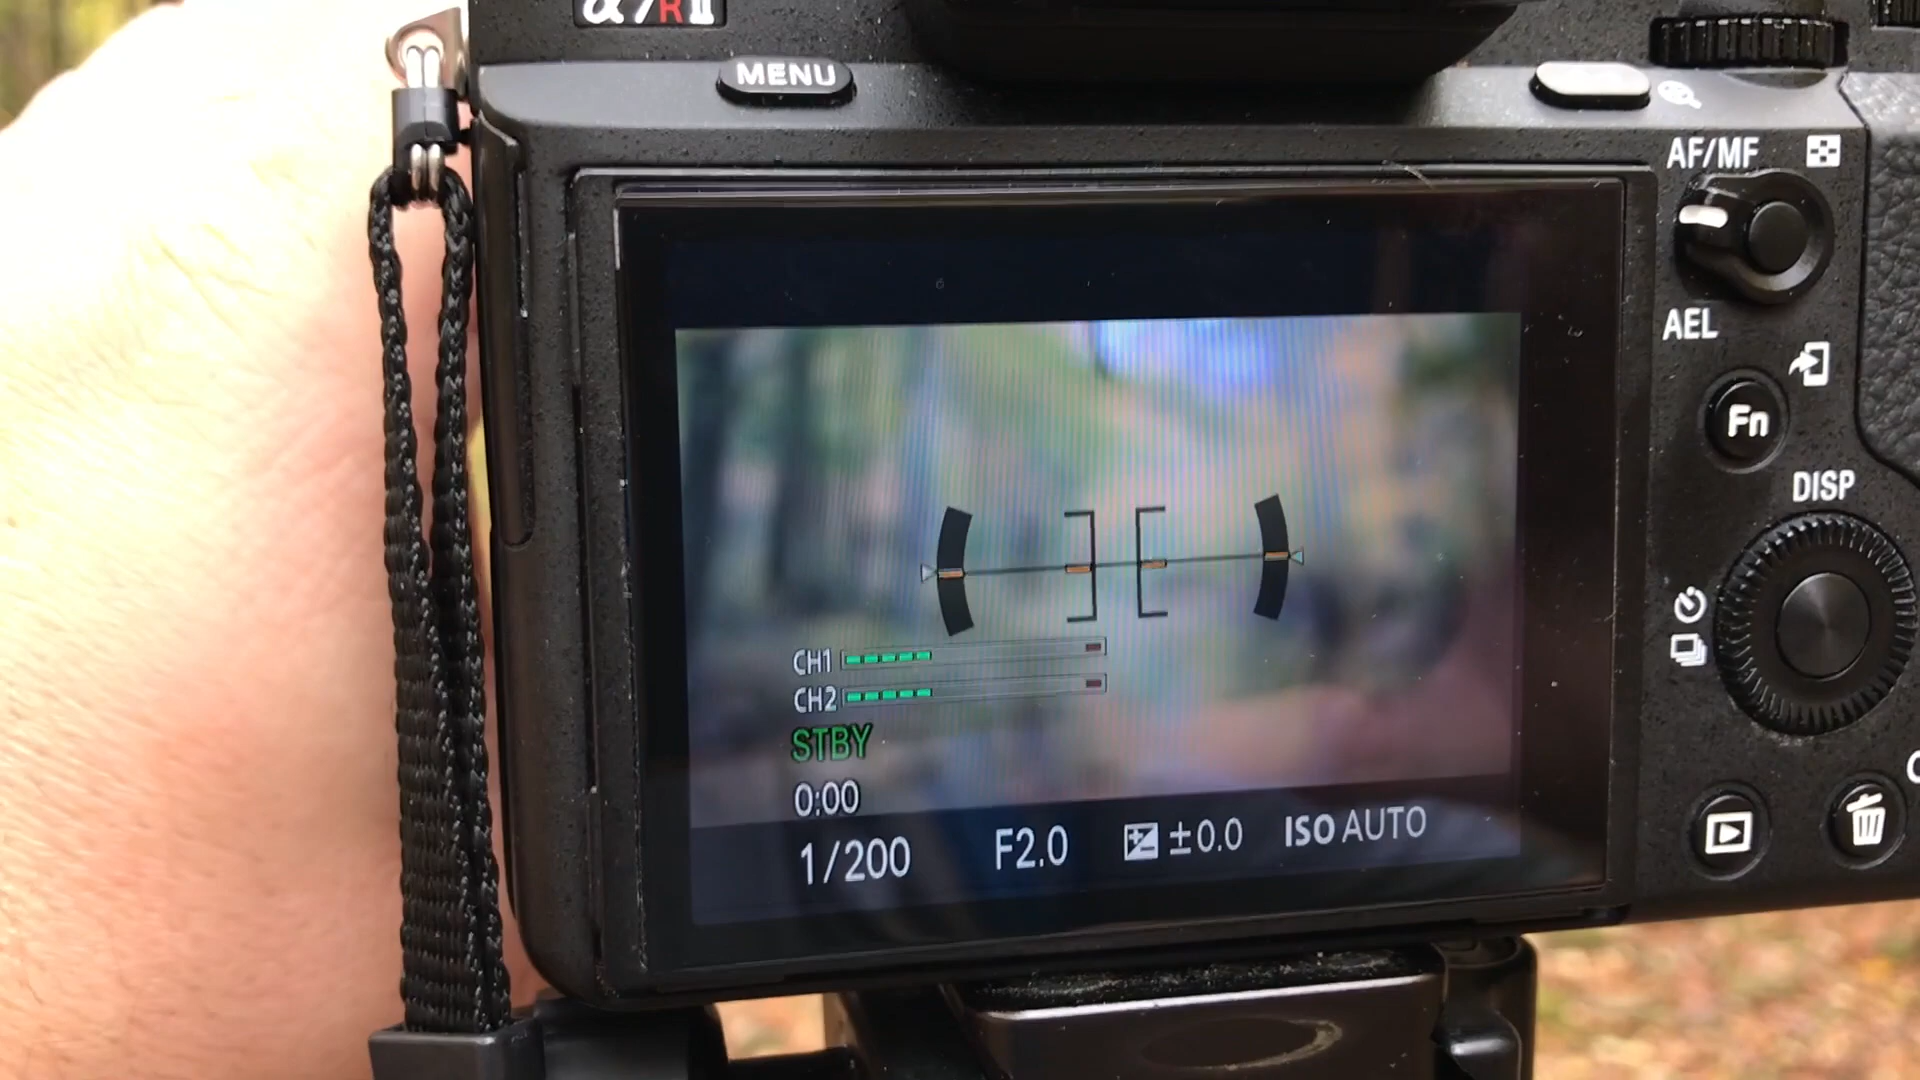 α7RII
MENU
AF/MF
AEL
Fn
DISP
CH1
CH2
STBY
0:00
1/200 F2.0 ±0.0 ISO AUTO